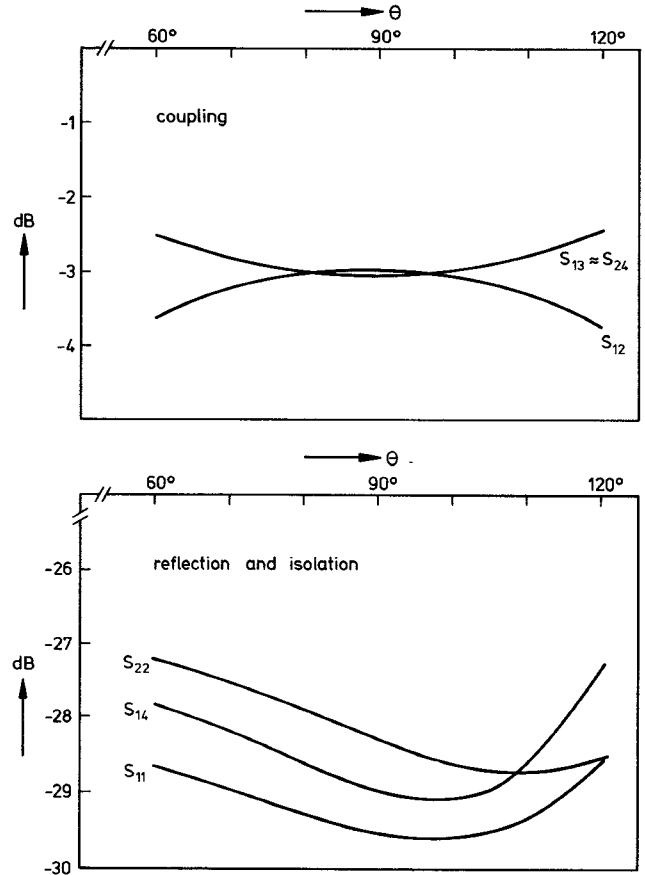 θ
60° 90° 120°
coupling
-1
-2
dB
-3
S13 ≈ S24
-4
S12
θ
60° 90° 120°
reflection and isolation
-26
-27
dB
S22
-28
S14
S11
-29
-30